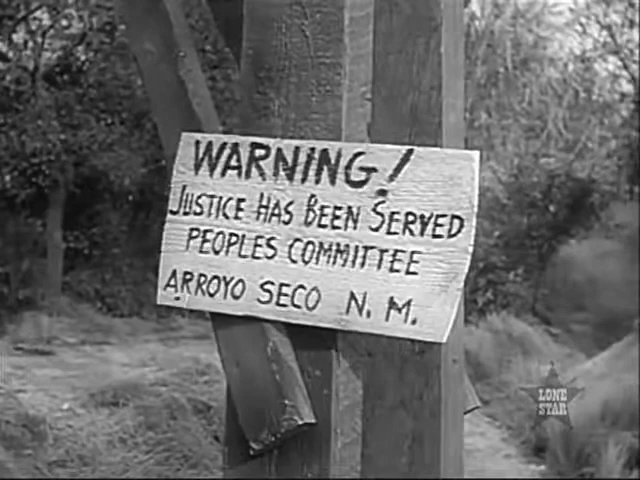 WARNING!
JUSTICE HAS BEEN SERVED
PEOPLES COMMITTEE
ARROYO SECO N. M.
LONE
STAR